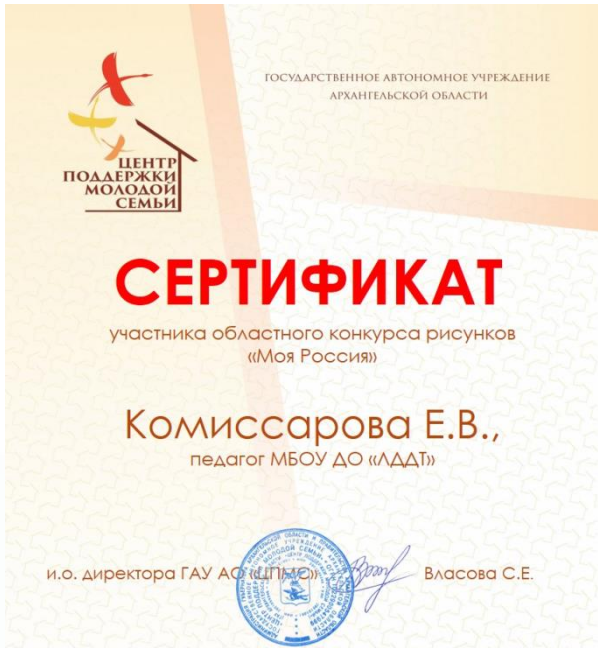 ГОСУДАРСТВЕННОЕ АВТОНОМНОЕ УЧРЕЖДЕНИЕ
АРХАНГЕЛЬСКОЙ ОБЛАСТИ
ЦЕНТР
ПОДДЕРЖКИ
МОЛОДОЙ
СЕМЬИ
СЕРТИФИКАТ
участника областного конкурса рисунков
«Моя Россия»
Комиссарова Е.В.,
педагог МБОУ ДО «ЛДДТ»
и.о. директора ГАУ АО «ЦПМС» Власова С.Е.